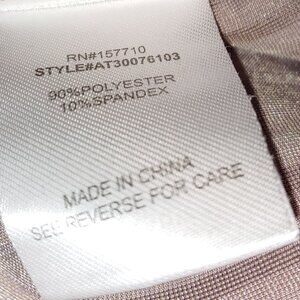 RN#157710
STYLE#AT30076103
90%POLYESTER
10%SPANDEX
MADE IN CHINA
SEE REVERSE FOR CARE